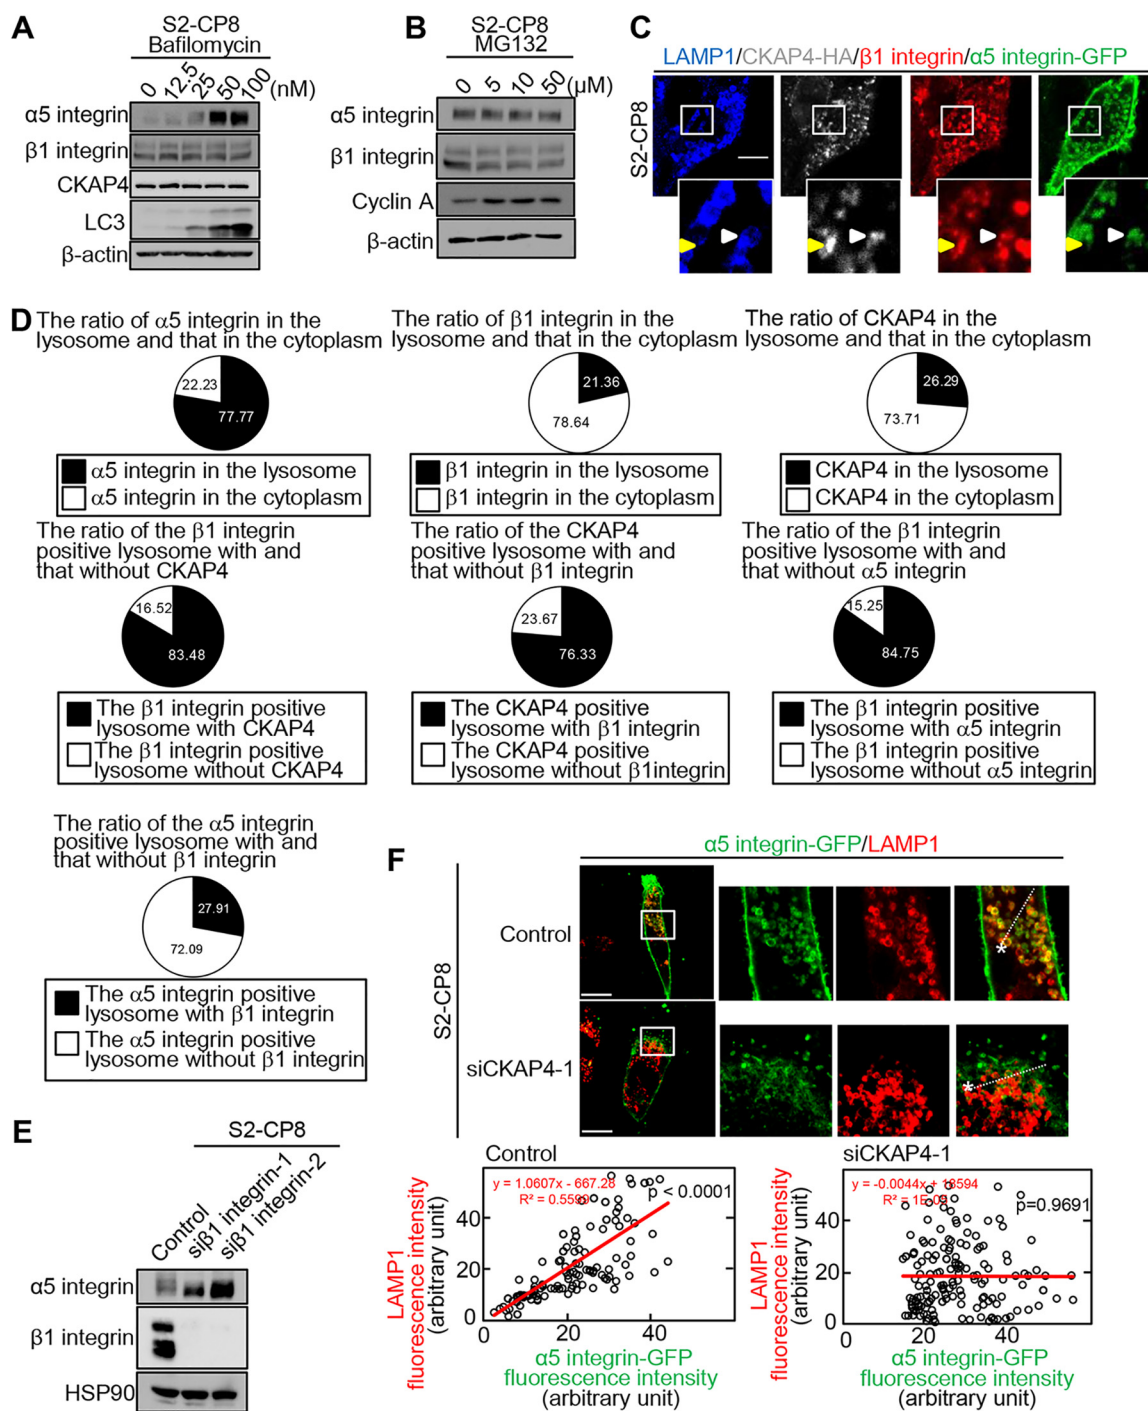 A
S2-CP8
Bafilomycin
0 12.5 25 50 100 (nM)
α5 integrin
β1 integrin
CKAP4
LC3
β-actin
B
S2-CP8
MG132
0 5 10 50 (μM)
α5 integrin
β1 integrin
Cyclin A
β-actin
C
LAMP1/CKAP4-HA/β1 integrin/α5 integrin-GFP
S2-CP8
D
The ratio of α5 integrin in the
lysosome and that in the cytoplasm
22.23
77.77
α5 integrin in the lysosome
α5 integrin in the cytoplasm
The ratio of β1 integrin in the
lysosome and that in the cytoplasm
21.36
78.64
β1 integrin in the lysosome
β1 integrin in the cytoplasm
The ratio of CKAP4 in the
lysosome and that in the cytoplasm
26.29
73.71
CKAP4 in the lysosome
CKAP4 in the cytoplasm
The ratio of the β1 integrin
positive lysosome with and
that without CKAP4
16.52
83.48
The β1 integrin positive
lysosome with CKAP4
The β1 integrin positive
lysosome without CKAP4
The ratio of the CKAP4
positive lysosome with and
that without β1 integrin
23.67
76.33
The CKAP4 positive
lysosome with β1 integrin
The CKAP4 positive
lysosome without β1integrin
The ratio of the β1 integrin
positive lysosome with and
that without α5 integrin
15.25
84.75
The β1 integrin positive
lysosome with α5 integrin
The β1 integrin positive
lysosome without α5 integrin
The ratio of the α5 integrin
positive lysosome with and
that without β1 integrin
27.91
72.09
The α5 integrin positive
lysosome with β1 integrin
The α5 integrin positive
lysosome without β1 integrin
E
S2-CP8
Control
siβ1 integrin-1
siβ1 integrin-2
α5 integrin
β1 integrin
HSP90
F
α5 integrin-GFP/LAMP1
S2-CP8
Control
*
siCKAP4-1
*
Control
y = 1.0607x - 667.28
R² = 0.5599
p < 0.0001
LAMP1
fluorescence intensity
(arbitrary unit)
40
20
0
0 20 40 60
α5 integrin-GFP
fluorescence intensity
(arbitrary unit)
siCKAP4-1
y = -0.0044x +
p=0.9691
LAMP1
fluorescence intensity
(arbitrary unit)
40
20
0
0 20 40 60
α5 integrin-GFP
fluorescence intensity
(arbitrary unit)